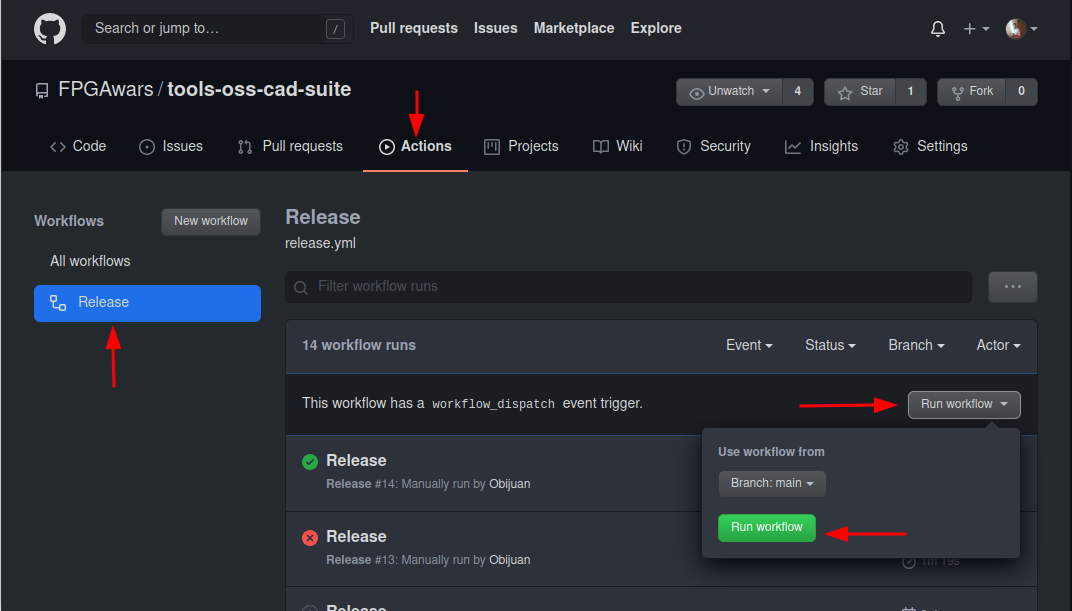 Search or jump to… /
Pull requests Issues Marketplace Explore
FPGAwars / tools-oss-cad-suite
Unwatch 4 Star 1 Fork 0
Code Issues Pull requests Actions Projects Wiki Security Insights Settings
Workflows New workflow
All workflows
Release
Release
release.yml
Filter workflow runs
14 workflow runs Event Status Branch Actor
This workflow has a workflow_dispatch event trigger. Run workflow
Use workflow from
Branch: main
Run workflow
Release
Release #14: Manually run by Obijuan
Release
Release #13: Manually run by Obijuan
1m 19s
Release